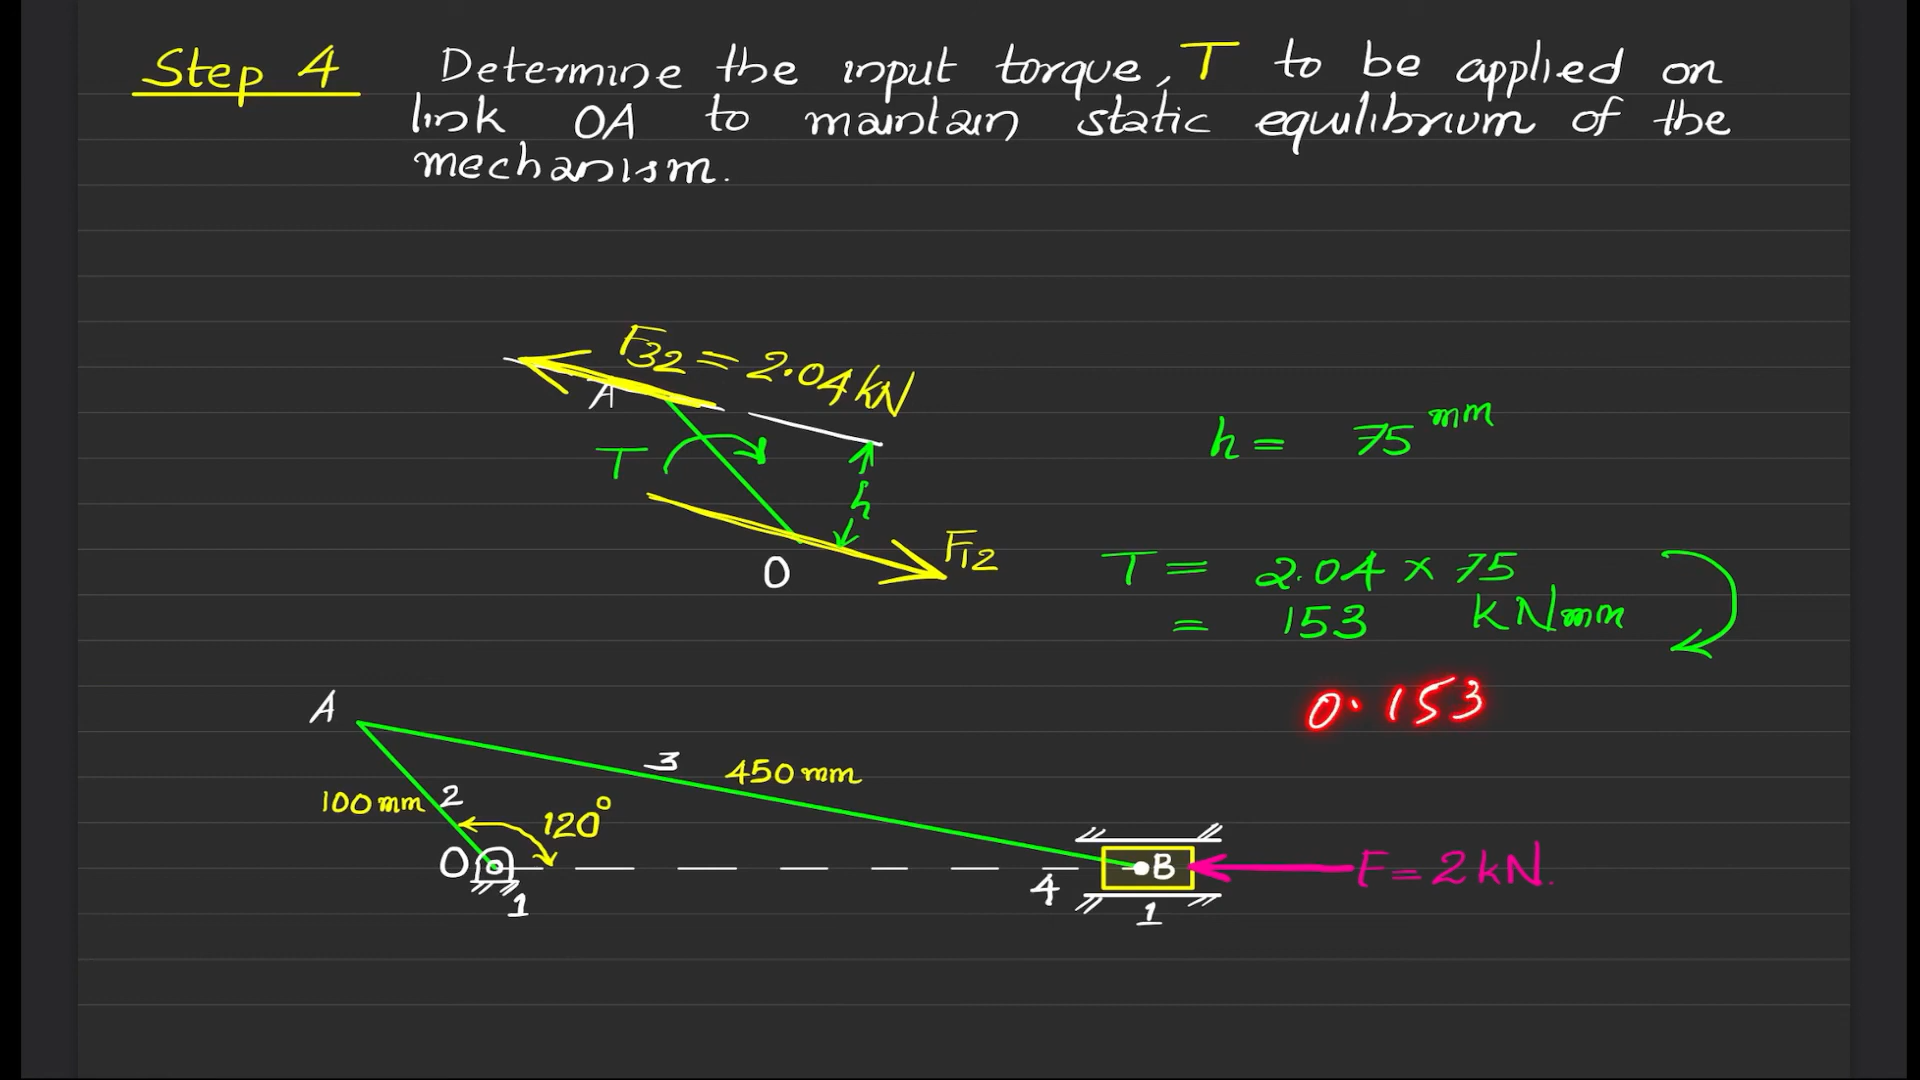 Step 4 Determine the input torque, T to be applied on
link OA to maintain static equilibrium of the
mechanism.
F32 = 2.04 kN
A
T
h
O
F12
h = 75 mm
T = 2.04 × 75
= 153 KNmm
0.153
A
3
450 mm
100 mm
2
120°
O
1
4
B
1
F = 2 kN.